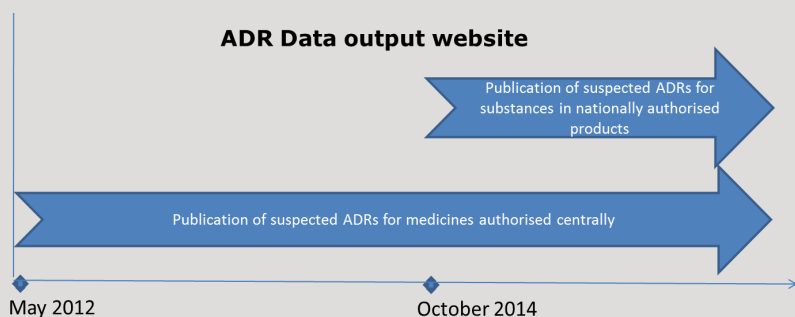 ADR Data output website
Publication of suspected ADRs for
substances in nationally authorised
products
Publication of suspected ADRs for medicines authorised centrally
May 2012
October 2014